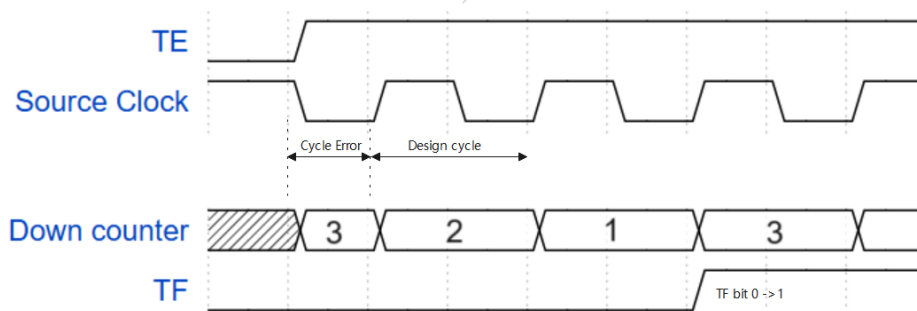 TE
Source Clock
Cycle Error
Design cycle
Down counter
3
2
1
3
TF
TF bit 0 ->1